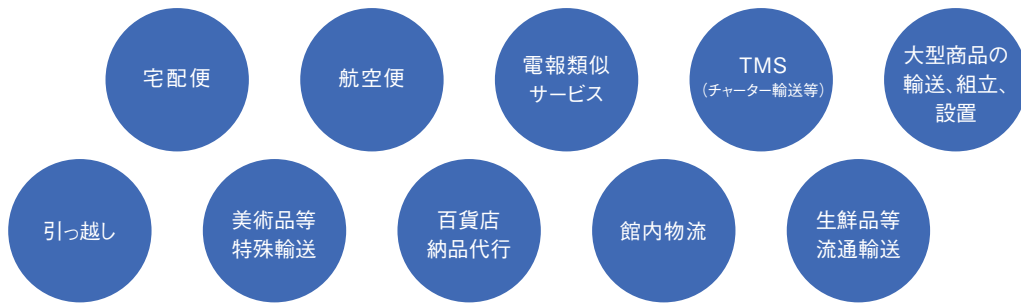 宅配便
航空便
電報類似
サービス
TMS
（チャーター輸送等）
大型商品の
輸送、組立、
設置
引っ越し
美術品等
特殊輸送
百貨店
納品代行
館内物流
生鮮品等
流通輸送